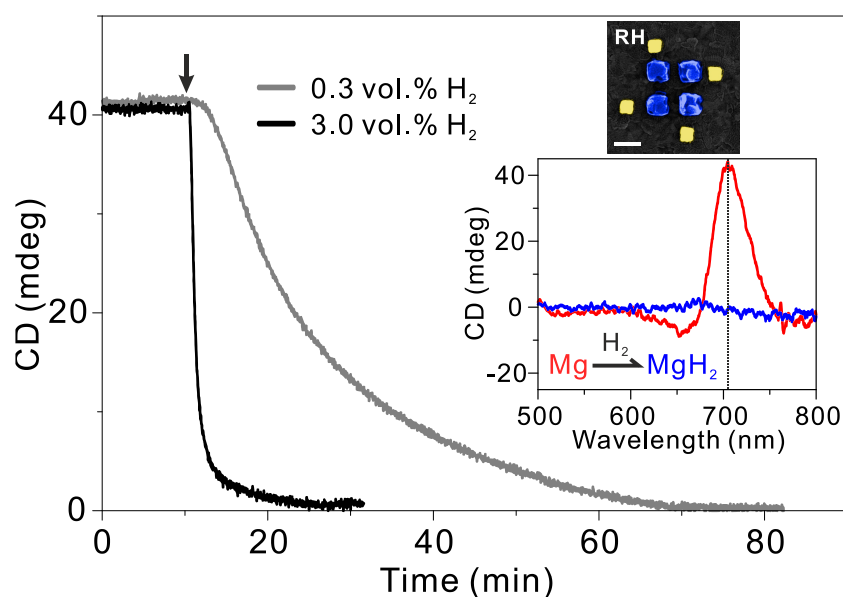 0.3 vol.% H₂
3.0 vol.% H₂
RH
CD (mdeg)
40
20
0
0 20 40 60 80
Time (min)
CD (mdeg)
40
20
0
-20
Mg H₂ MgH₂
500 600 700 800
Wavelength (nm)